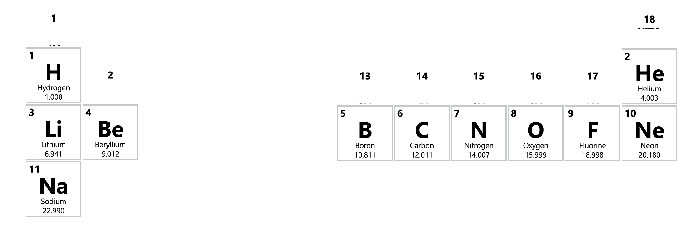 1
18
1
H
Hydrogen
1.008
2
13
14
15
16
17
2
He
Helium
4.003
3
Li
Lithium
6.941
4
Be
Beryllium
9.012
5
B
Boron
10.811
6
C
Carbon
12.011
7
N
Nitrogen
14.007
8
O
Oxygen
15.999
9
F
Fluorine
8.998
10
Ne
Neon
20.180
11
Na
Sodium
22.990